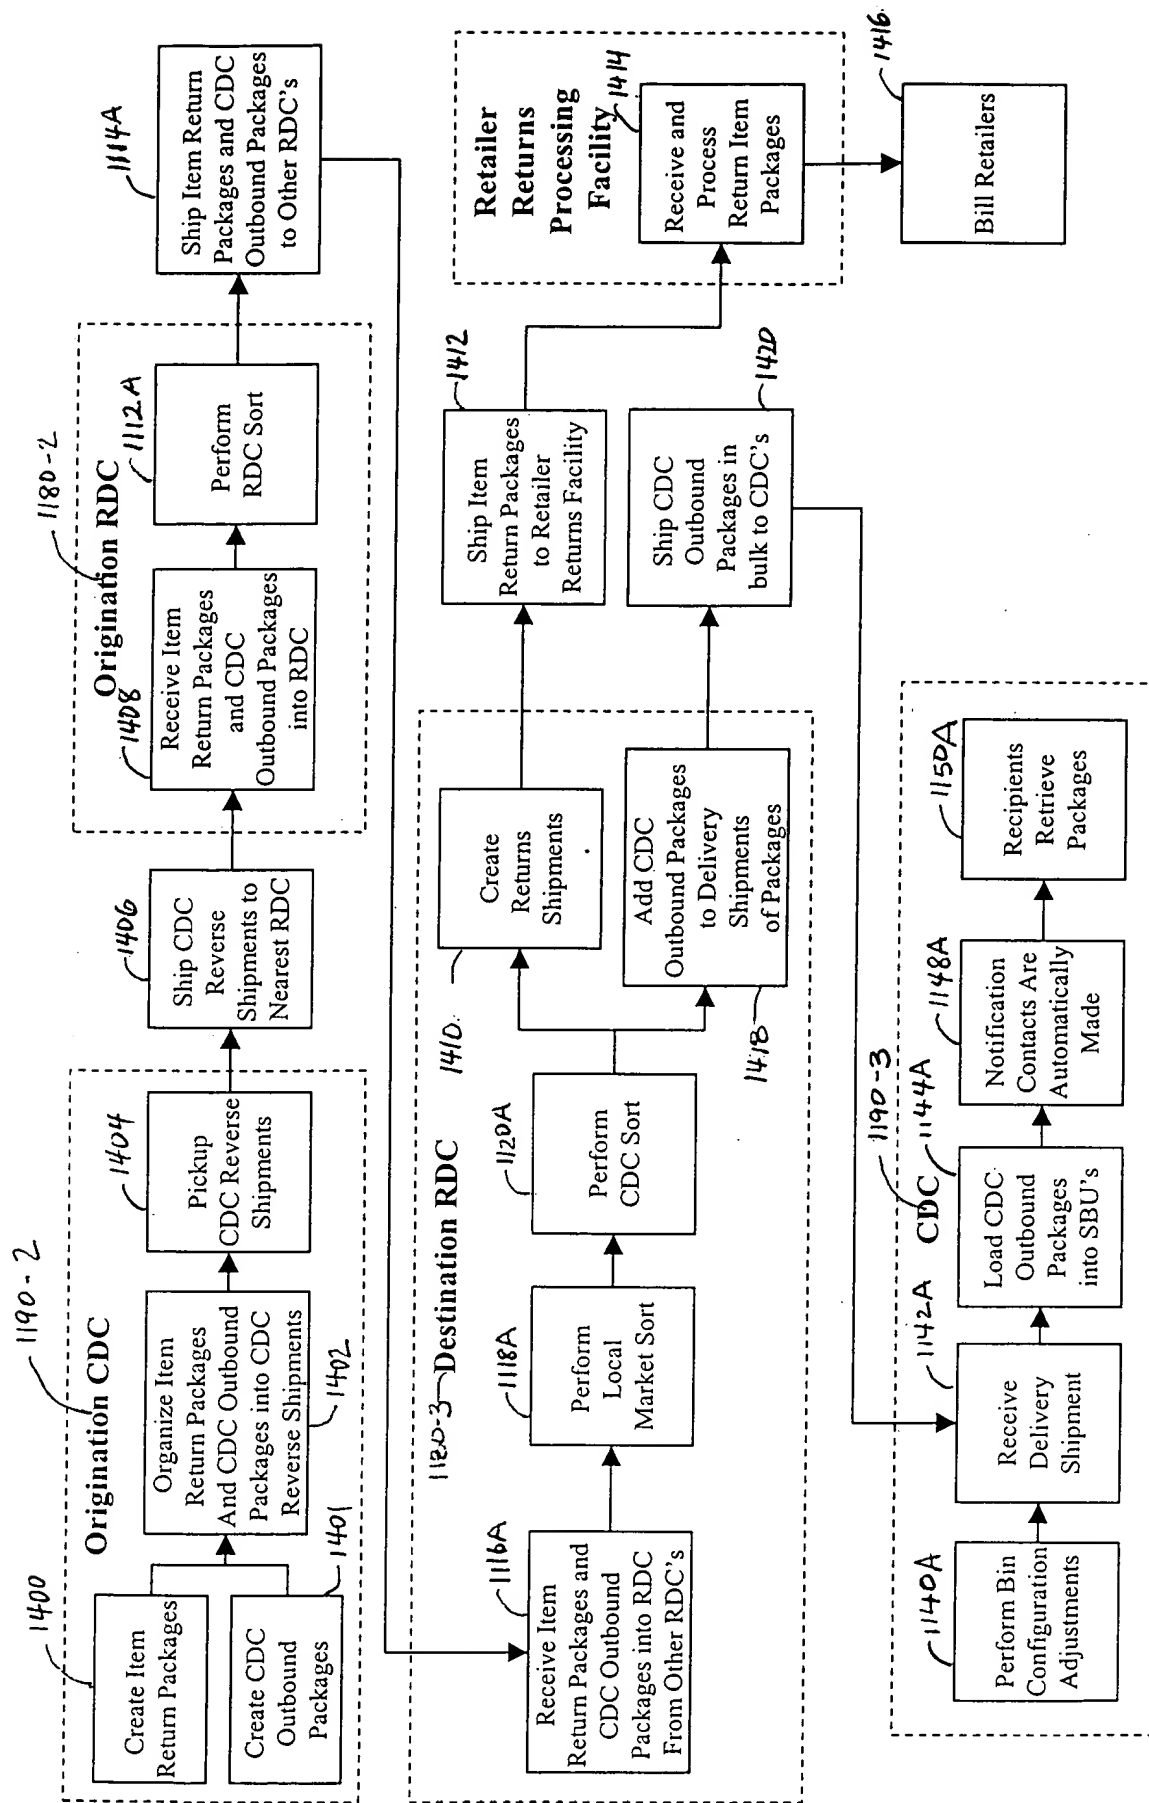 1190-2
Origination CDC
1400
Create Item
Return Packages
Create CDC
Outbound
Packages
1401
Organize Item
Return Packages
And CDC Outbound
Packages into CDC
Reverse Shipments
1402
1404
Pickup
CDC Reverse
Shipments
1406
Ship CDC
Reverse
Shipments to
Nearest RDC
1180-2
Origination RDC
1408
Receive Item
Return Packages
and CDC
Outbound Packages
into RDC
1112A
Perform
RDC Sort
1114A
Ship Item Return
Packages and CDC
Outbound Packages
to Other RDC's
1180-3
Destination RDC
1116A
Receive Item
Return Packages and
CDC Outbound
Packages into RDC
From Other RDC's
1118A
Perform
Local
Market Sort
1120A
Perform
CDC Sort
1410
Create
Returns
Shipments
1418
Add CDC
Outbound Packages
to Delivery
Shipments
of Packages
1412
Ship Item
Return Packages
to Retailer
Returns Facility
1420
Ship CDC
Outbound
Packages in
bulk to CDC's
Retailer
Returns
Processing
Facility
1414
Receive and
Process
Return Item
Packages
1416
Bill Retailers
1190-3
CDC
1140A
Perform Bin
Configuration
Adjustments
1142A
Receive
Delivery
Shipment
1144A
Load CDC
Outbound
Packages
into SBU's
1148A
Notification
Contacts Are
Automatically
Made
1150A
Recipients
Retrieve
Packages